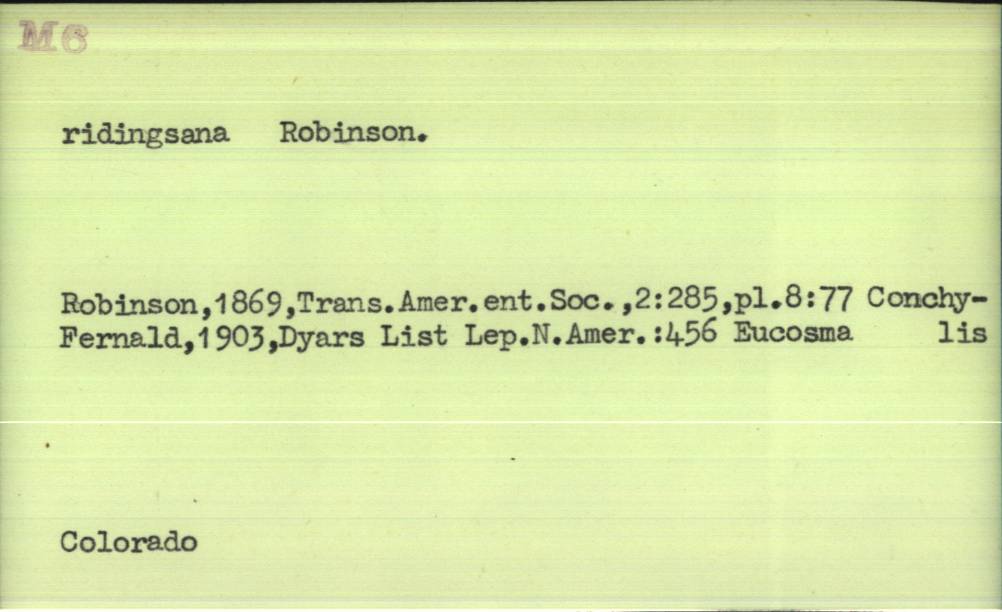 M6
ridingsana Robinson.
Robinson,1869,Trans.Amer.ent.Soc.,2:285,pl.8:77 Conchy-
Fernald,1903,Dyars List Lep.N.Amer.:456 Eucosma lis
Colorado